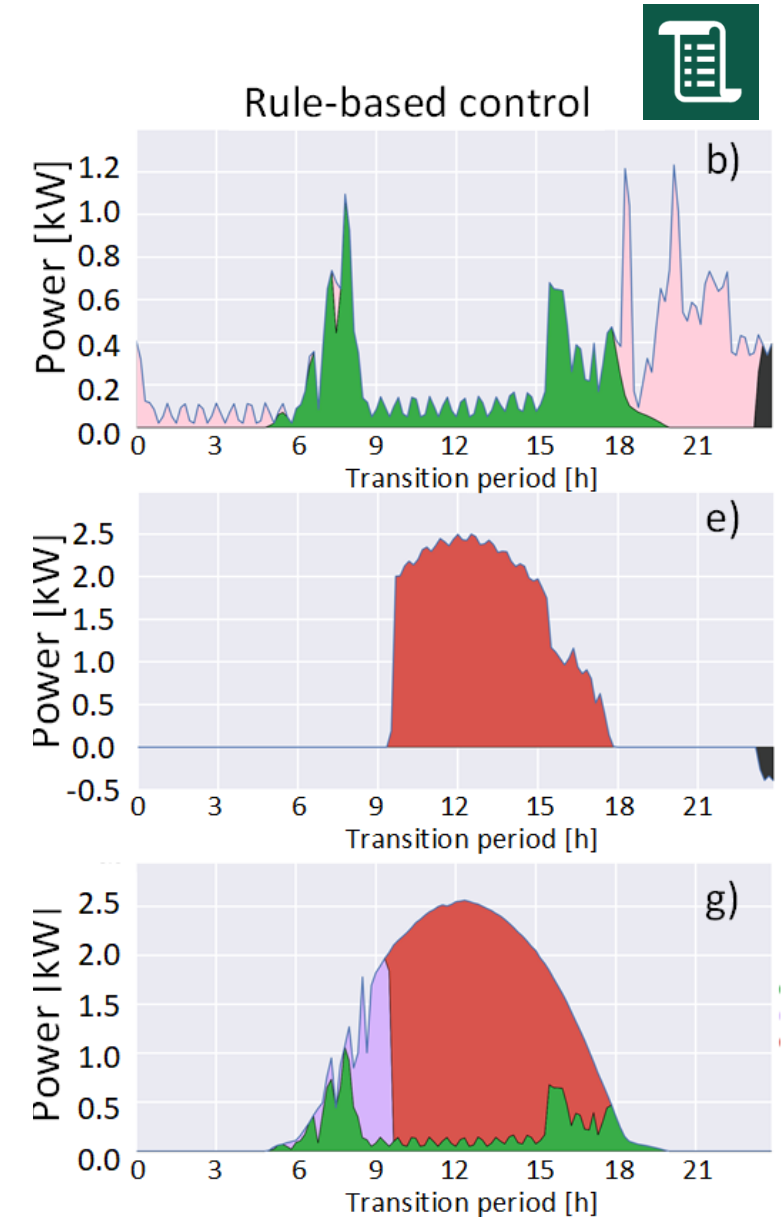 Rule-based control
b)
Power [kW]
1.2
1.0
0.8
0.6
0.4
0.2
0.0
0 3 6 9 12 15 18 21
Transition period [h]
e)
Power [kW]
2.5
2.0
1.5
1.0
0.5
0.0
-0.5
0 3 6 9 12 15 18 21
Transition period [h]
g)
Power [kW]
2.5
2.0
1.5
1.0
0.5
0.0
0 3 6 9 12 15 18 21
Transition period [h]